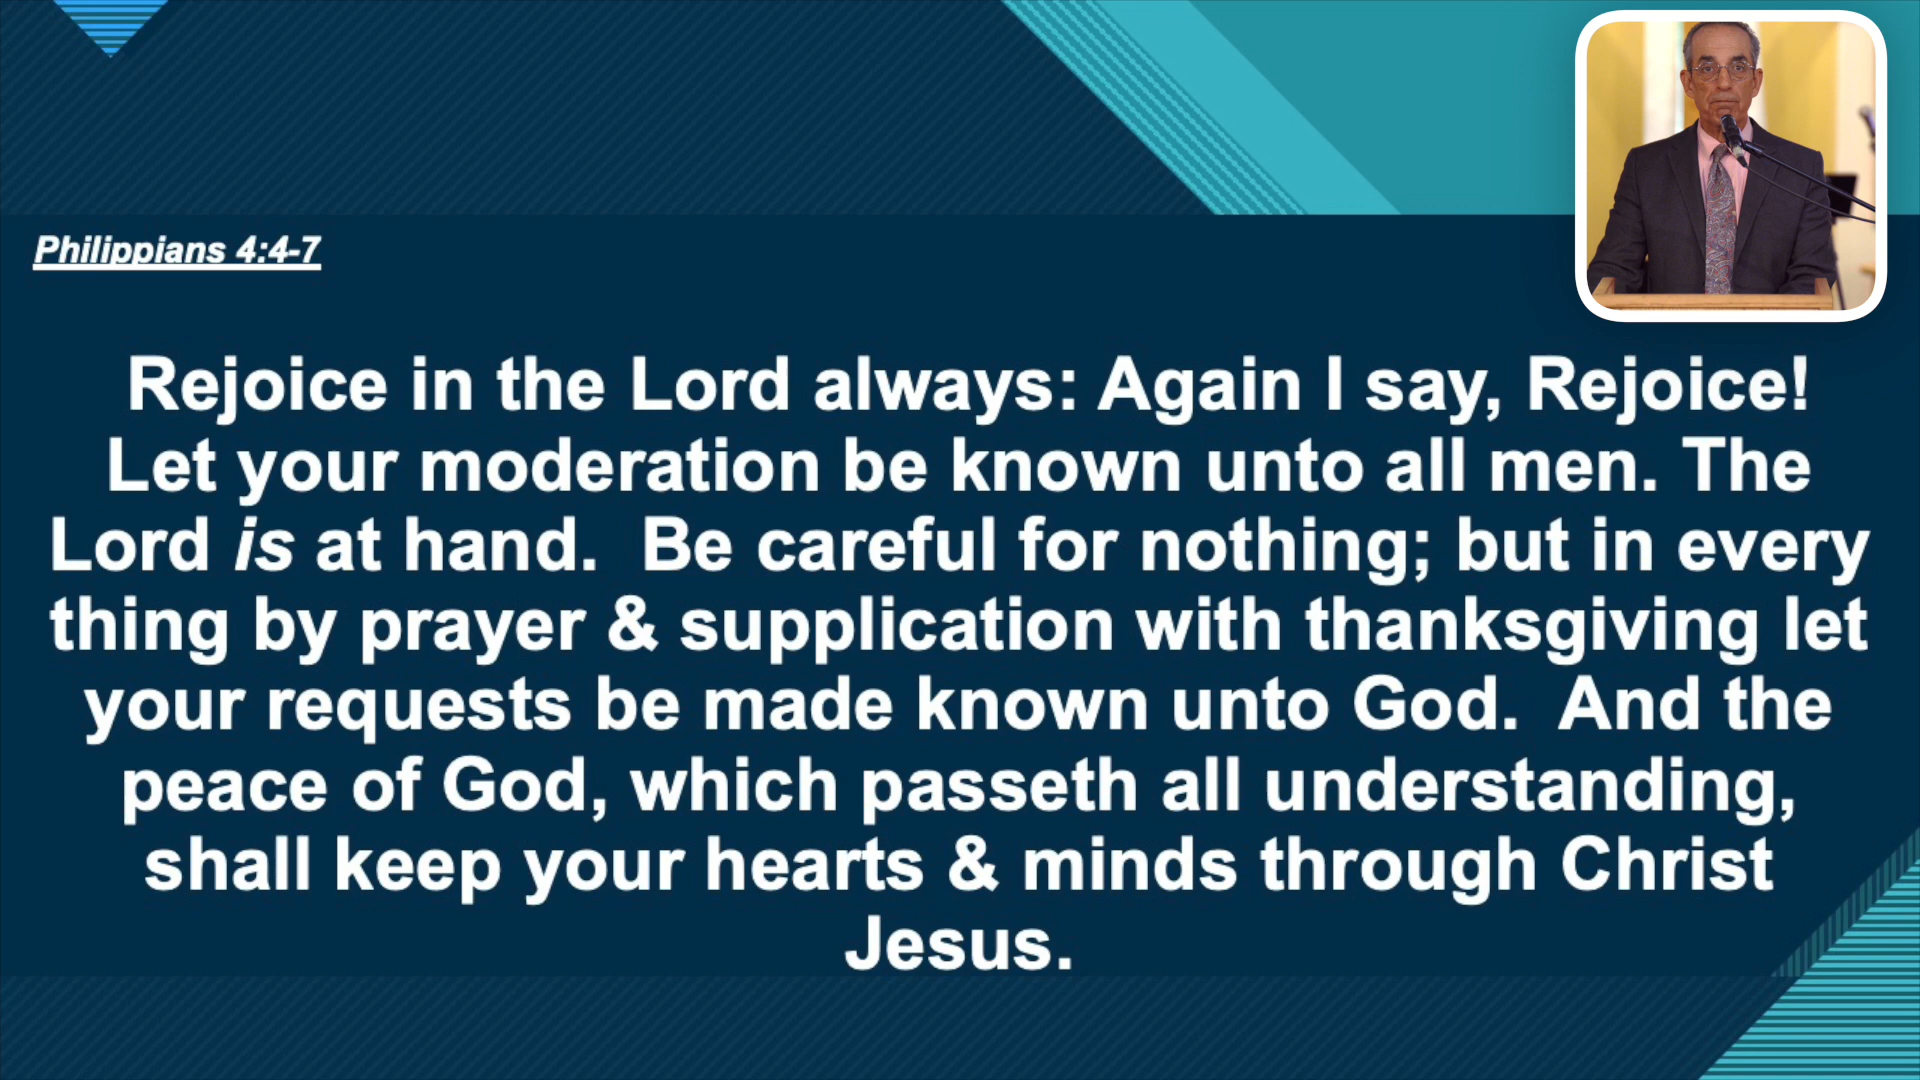 Philippians 4:4-7
Rejoice in the Lord always: Again I say, Rejoice!
Let your moderation be known unto all men. The
Lord is at hand.  Be careful for nothing; but in every
thing by prayer & supplication with thanksgiving let
your requests be made known unto God.  And the
peace of God, which passeth all understanding,
shall keep your hearts & minds through Christ
Jesus.